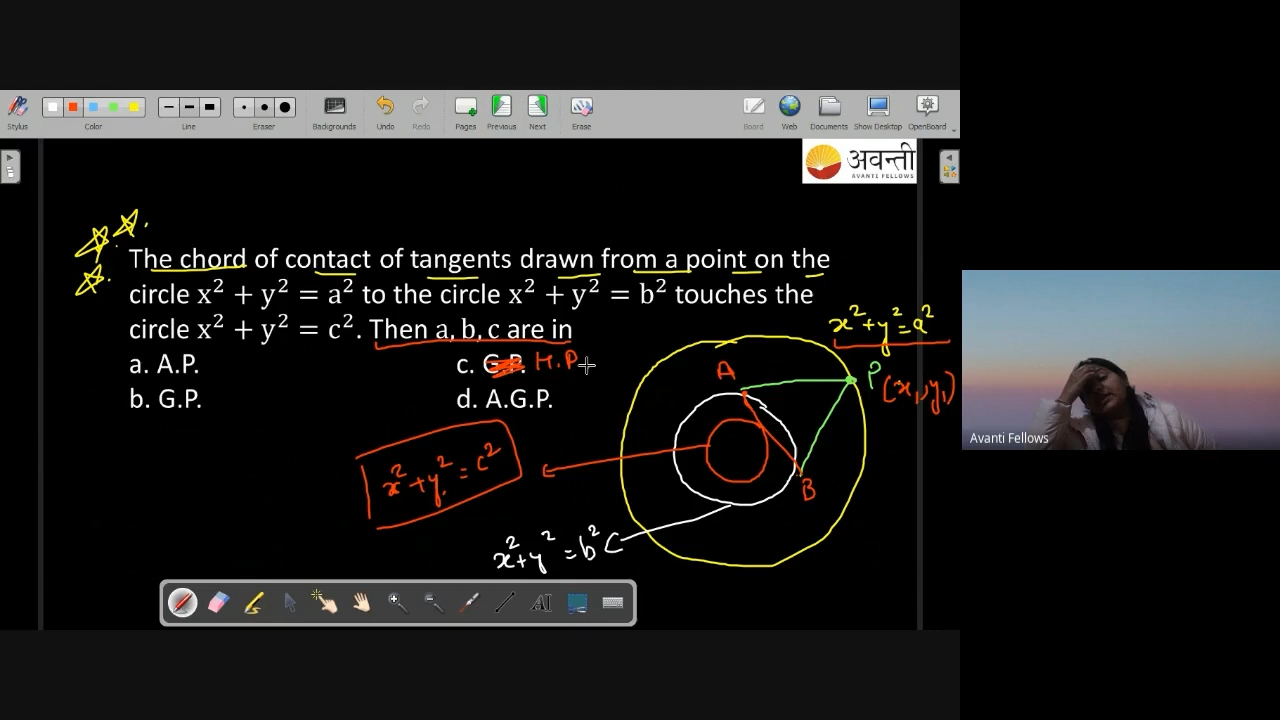 Stylus
Color
Line
Eraser
Backgrounds
Undo
Redo
Pages
Previous
Next
Erase
Board
Web
Documents
Show Desktop
OpenBoard
अवन्ती
AVANTI FELLOWS
The chord of contact of tangents drawn from a point on the
circle x² + y² = a² to the circle x² + y² = b² touches the
circle x² + y² = c². Then a, b, c are in
x²+y²=a²
a. A.P.
c. G.P. H.P
b. G.P.
d. A.G.P.
A
P
(x₁,y₁)
B
x²+y²=c²
x²+y²=b²
Avanti Fellows
AI